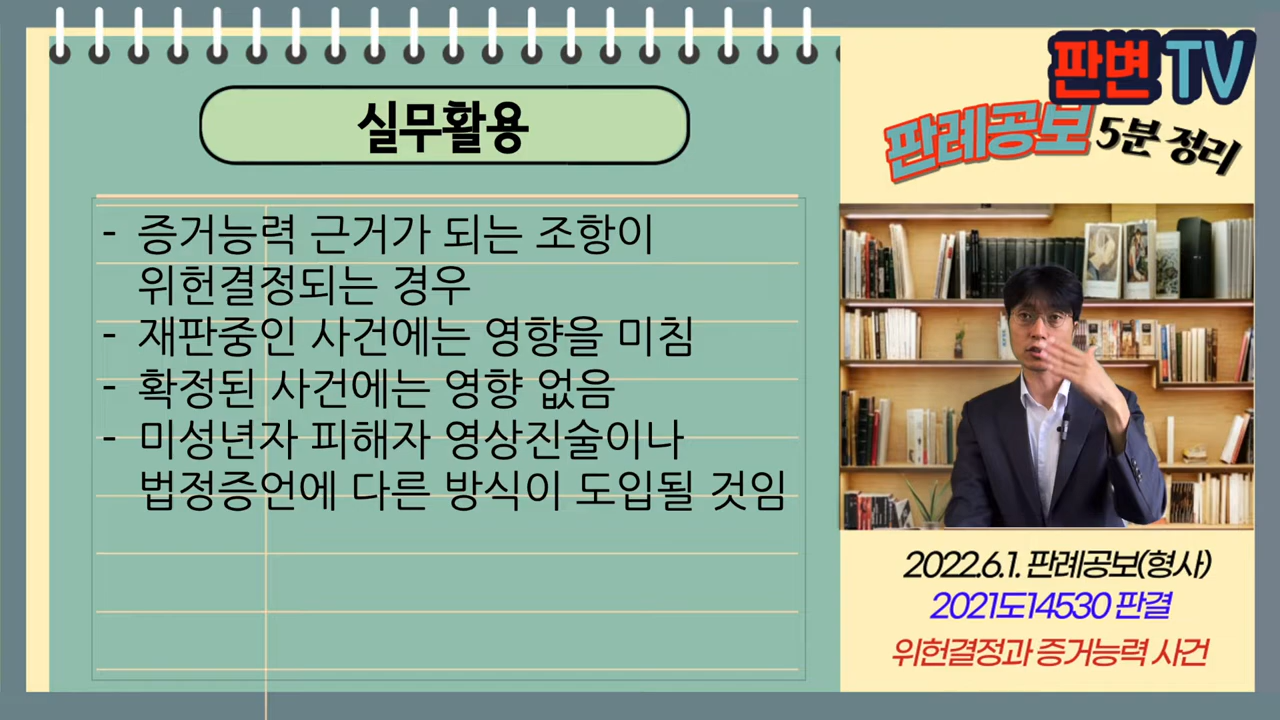 실무활용
- 증거능력 근거가 되는 조항이
위헌결정되는 경우
- 재판중인 사건에는 영향을 미침
- 확정된 사건에는 영향 없음
- 미성년자 피해자 영상진술이나
법정증언에 다른 방식이 도입될 것임
판변 TV
판례공보 5분 정리
2022.6.1. 판례공보(형사)
2021도14530 판결
위헌결정과 증거능력 사건